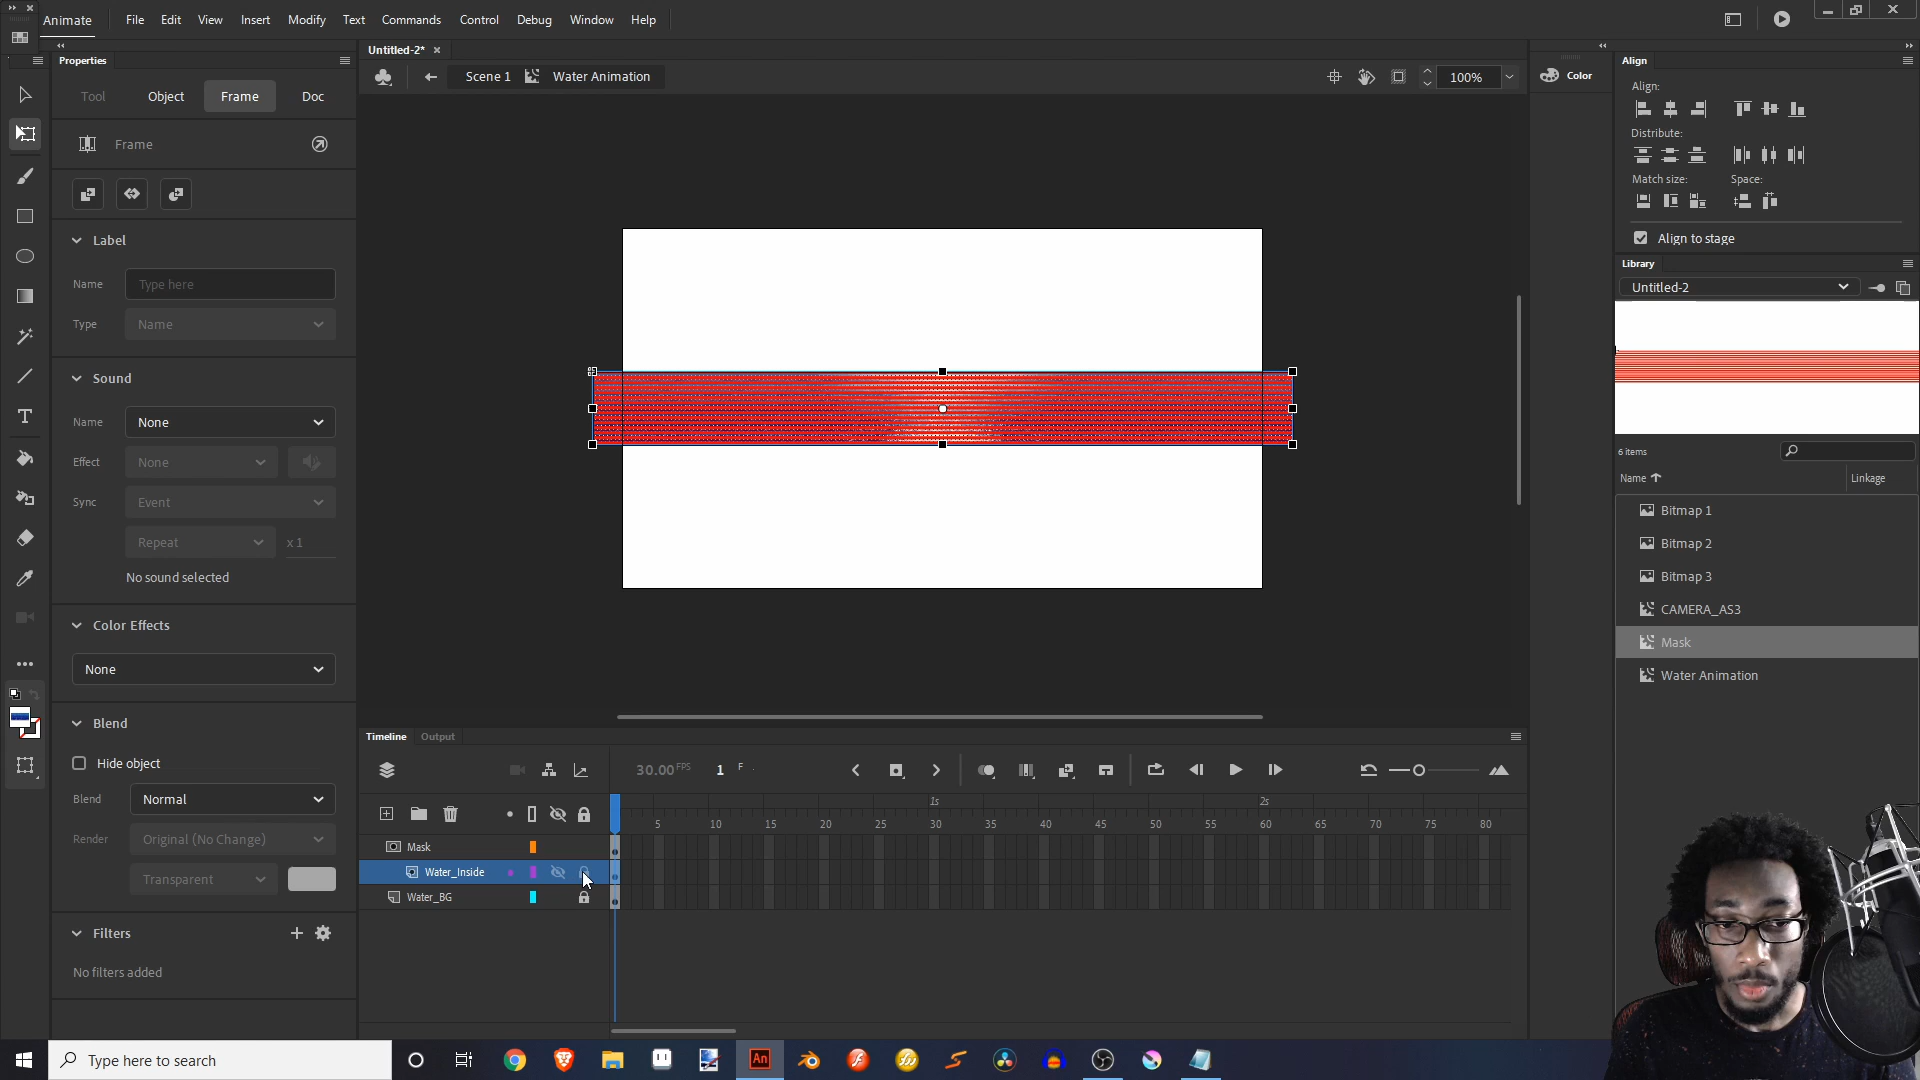 Animate
File
Edit
View
Insert
Modify
Text
Commands
Control
Debug
Window
Help
Properties
Untitled-2*
Tool
Object
Frame
Doc
Scene 1
Water Animation
100%
Frame
Label
Name
Type here
Type
Name
Sound
Name
None
Effect
None
Sync
Event
Repeat
x 1
No sound selected
Color Effects
None
Blend
Hide object
Blend
Normal
Render
Original (No Change)
Transparent
Filters
No filters added
Color
Align
Align:
Distribute:
Match size:
Space:
Align to stage
Library
Untitled-2
6 items
Name
Linkage
Bitmap 1
Bitmap 2
Bitmap 3
CAMERA_AS3
Mask
Water Animation
Timeline
Output
30.00 FPS
1
F
1s
2s
5 10 15 20 25 30 35 40 45 50 55 60 65 70 75 80
Mask
Water_Inside
Water_BG
Type here to search
An